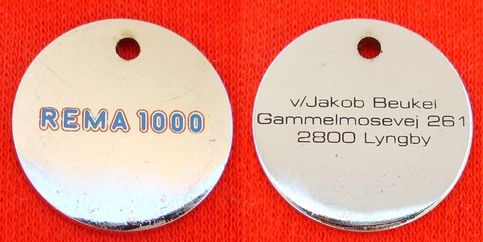 REMA 1000
v/Jakob Beukel
Gammelmosevej 261
2800 Lyngby